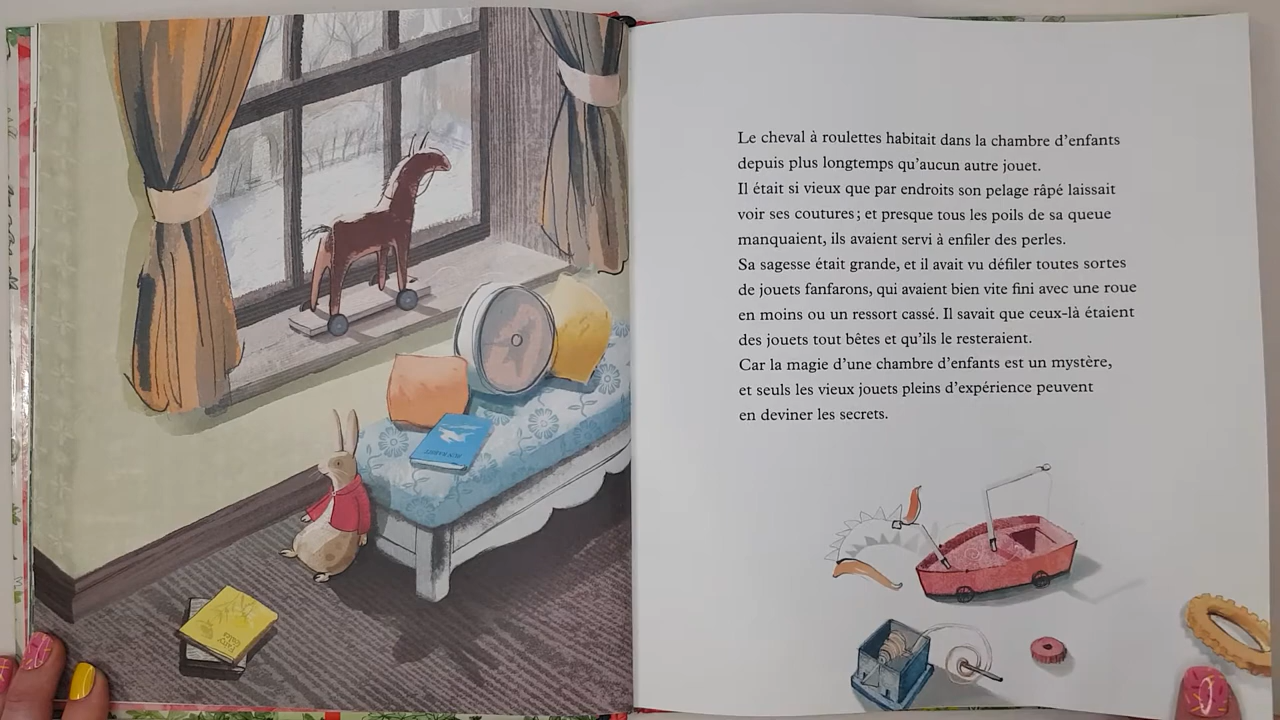 Le cheval à roulettes habitait dans la chambre d'enfants
depuis plus longtemps qu'aucun autre jouet.
Il était si vieux que par endroits son pelage râpé laissait
voir ses coutures ; et presque tous les poils de sa queue
manquaient, ils avaient servi à enfiler des perles.
Sa sagesse était grande, et il avait vu défiler toutes sortes
de jouets fanfarons, qui avaient bien vite fini avec une roue
en moins ou un ressort cassé. Il savait que ceux-là étaient
des jouets tout bêtes et qu'ils le resteraient.
Car la magie d'une chambre d'enfants est un mystère,
et seuls les vieux jouets pleins d'expérience peuvent
en deviner les secrets.